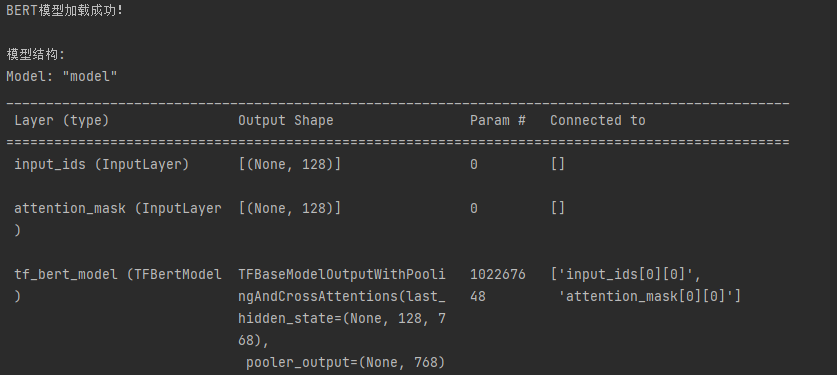 BERT模型加载成功!
模型结构:
Model: "model"
__________________________________________________________________________________________________
Layer (type) Output Shape Param # Connected to
==================================================================================================
input_ids (InputLayer) [(None, 128)] 0 []
attention_mask (InputLayer [(None, 128)] 0 []
)
tf_bert_model (TFBertModel TFBaseModelOutputWithPooli 1022676 ['input_ids[0][0]',
) ngAndCrossAttentions(last_ 48 'attention_mask[0][0]']
hidden_state=(None, 128, 7
68),
pooler_output=(None, 768)